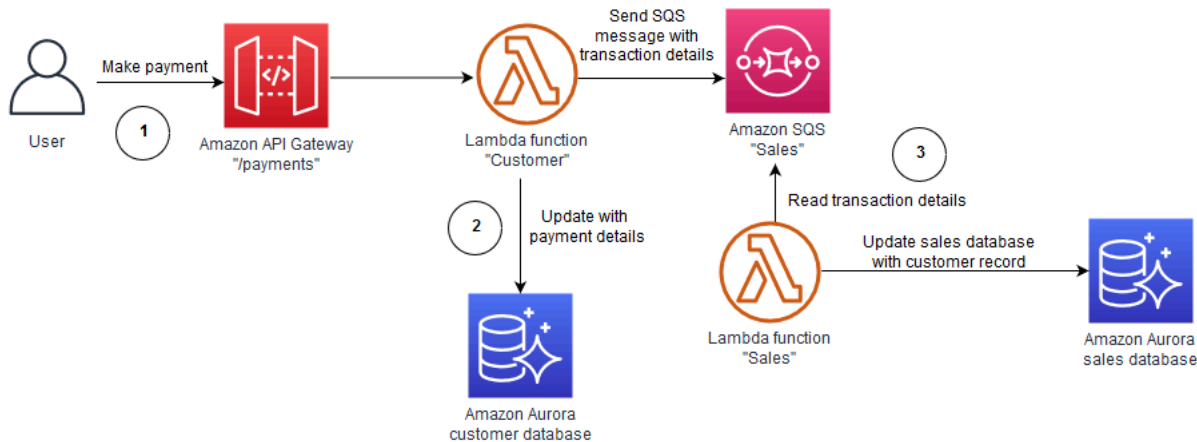 Make payment
1
User
</>
Amazon API Gateway
"/payments"
Lambda function
"Customer"
Send SQS
message with
transaction details
Amazon SQS
"Sales"
3
Read transaction details
2
Update with
payment details
Amazon Aurora
customer database
Lambda function
"Sales"
Update sales database
with customer record
Amazon Aurora
sales database